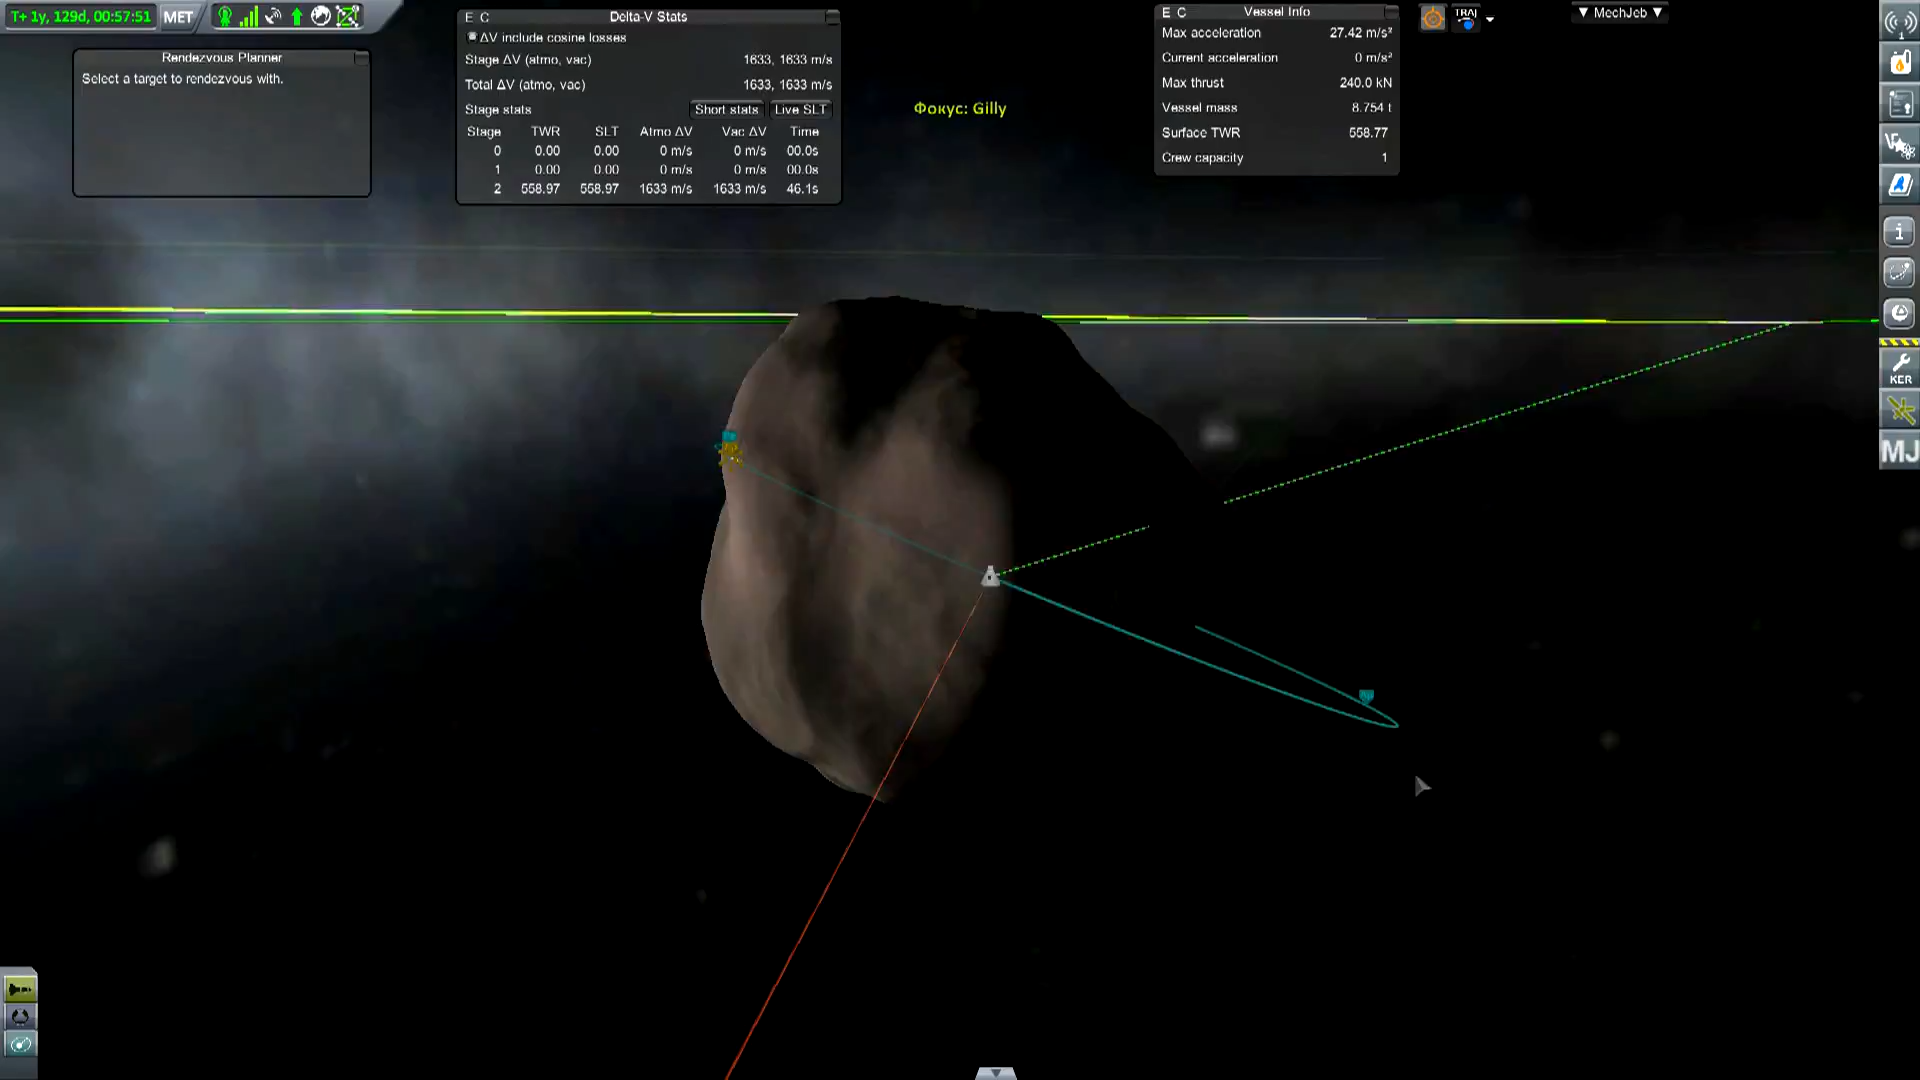 T+ 1y, 129d, 00:57:51 MET
Rendezvous Planner
Select a target to rendezvous with.
E C Delta-V Stats
ΔV include cosine losses
Stage ΔV (atmo, vac) 1633, 1633 m/s
Total ΔV (atmo, vac) 1633, 1633 m/s
Stage stats Short stats Live SLT
Stage TWR SLT Atmo ΔV Vac ΔV Time
0 0.00 0.00 0 m/s 0 m/s 00.0s
1 0.00 0.00 0 m/s 0 m/s 00.0s
2 558.97 558.97 1633 m/s 1633 m/s 46.1s
Фокус: Gilly
E C Vessel Info
Max acceleration 27.42 m/s²
Current acceleration 0 m/s²
Max thrust 240.0 kN
Vessel mass 8.754 t
Surface TWR 558.77
Crew capacity 1
TRAJ
▼ MechJeb ▼
1
KER
MJ